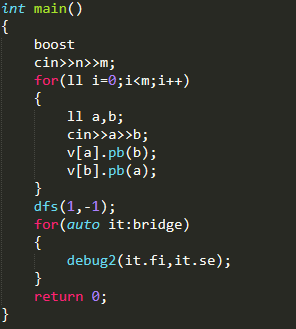 int main()
{
boost
cin>>n>>m;
for(ll i=0;i<m;i++)
{
ll a,b;
cin>>a>>b;
v[a].pb(b);
v[b].pb(a);
}
dfs(1,-1);
for(auto it:bridge)
{
debug2(it.fi,it.se);
}
return 0;
}